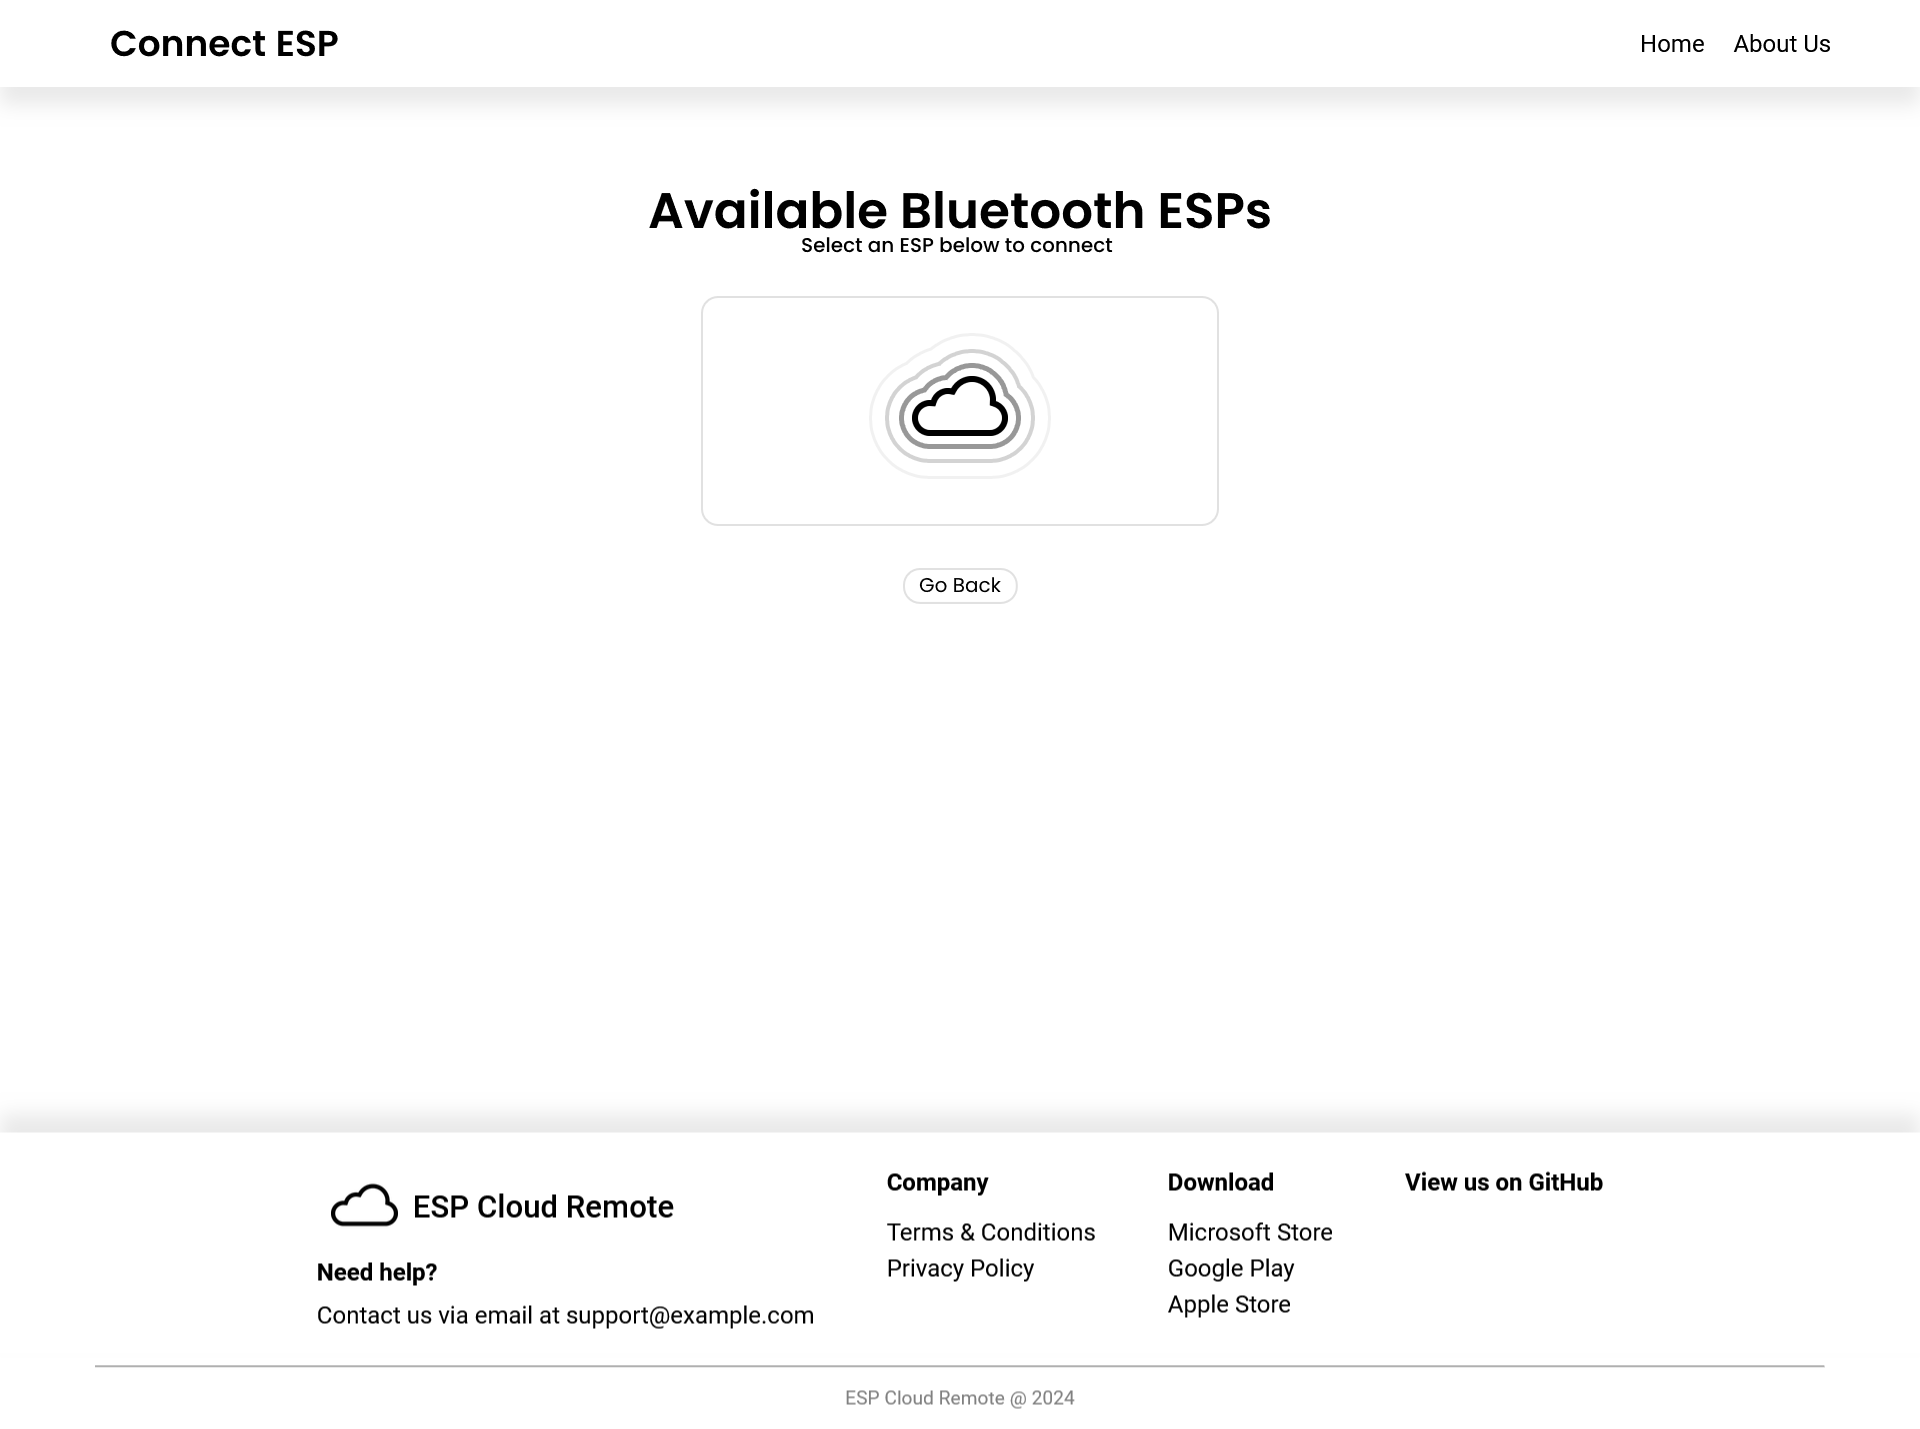 Connect ESP
Home
About Us
Available Bluetooth ESPs
Select an ESP below to connect
Go Back
ESP Cloud Remote
Need help?
Contact us via email at support@example.com
Company
Terms & Conditions
Privacy Policy
Download
Microsoft Store
Google Play
Apple Store
View us on GitHub
ESP Cloud Remote @ 2024